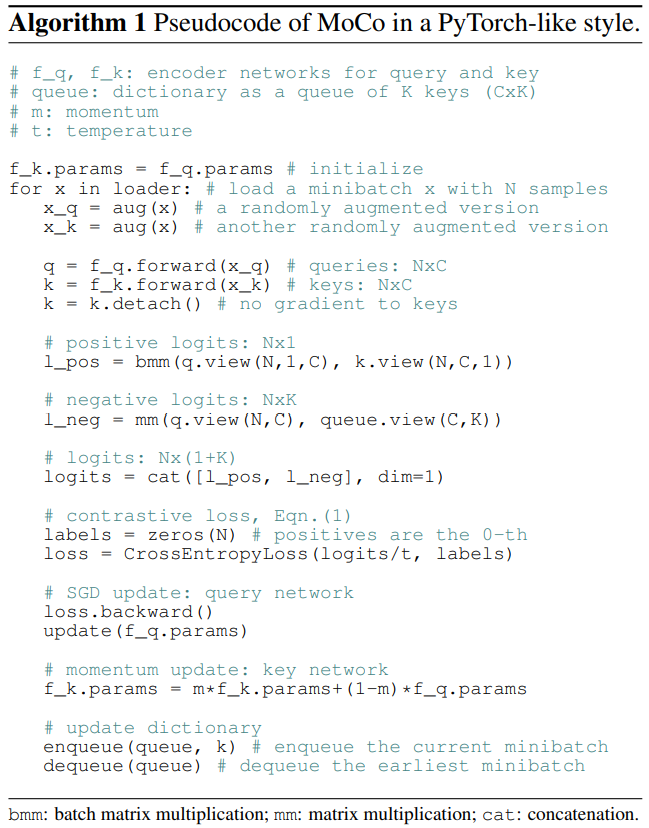 Algorithm 1 Pseudocode of MoCo in a PyTorch-like style.
# f_q, f_k: encoder networks for query and key
# queue: dictionary as a queue of K keys (CxK)
# m: momentum
# t: temperature
f_k.params = f_q.params # initialize
for x in loader: # load a minibatch x with N samples
x_q = aug(x) # a randomly augmented version
x_k = aug(x) # another randomly augmented version
q = f_q.forward(x_q) # queries: NxC
k = f_k.forward(x_k) # keys: NxC
k = k.detach() # no gradient to keys
# positive logits: Nx1
l_pos = bmm(q.view(N,1,C), k.view(N,C,1))
# negative logits: NxK
l_neg = mm(q.view(N,C), queue.view(C,K))
# logits: Nx(1+K)
logits = cat([l_pos, l_neg], dim=1)
# contrastive loss, Eqn.(1)
labels = zeros(N) # positives are the 0-th
loss = CrossEntropyLoss(logits/t, labels)
# SGD update: query network
loss.backward()
update(f_q.params)
# momentum update: key network
f_k.params = m*f_k.params+(1-m)*f_q.params
# update dictionary
enqueue(queue, k) # enqueue the current minibatch
dequeue(queue) # dequeue the earliest minibatch
bmm: batch matrix multiplication; mm: matrix multiplication; cat: concatenation.